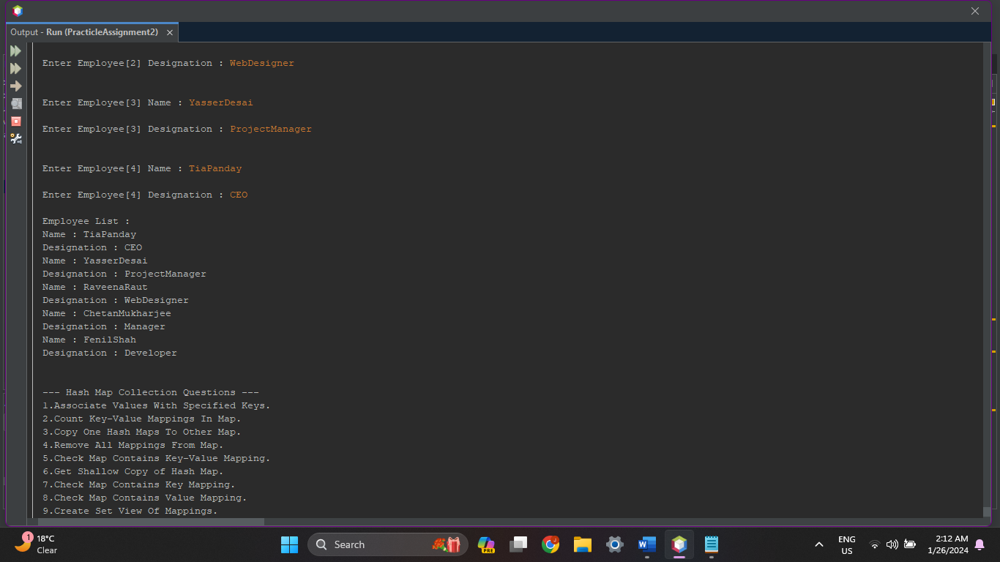 Output - Run (PracticleAssignment2)
Enter Employee[2] Designation : WebDesigner
Enter Employee[3] Name : YasserDesai
Enter Employee[3] Designation : ProjectManager
Enter Employee[4] Name : TiaPanday
Enter Employee[4] Designation : CEO
Employee List :
Name : TiaPanday
Designation : CEO
Name : YasserDesai
Designation : ProjectManager
Name : RaveenaRaut
Designation : WebDesigner
Name : ChetanMukharjee
Designation : Manager
Name : FenilShah
Designation : Developer
--- Hash Map Collection Questions ---
1.Associate Values With Specified Keys.
2.Count Key-Value Mappings In Map.
3.Copy One Hash Maps To Other Map.
4.Remove All Mappings From Map.
5.Check Map Contains Key-Value Mapping.
6.Get Shallow Copy of Hash Map.
7.Check Map Contains Key Mapping.
8.Check Map Contains Value Mapping.
9.Create Set View Of Mappings.
1
18°C
Clear
Search
PRE
W
ENG
US
2:12 AM
1/26/2024